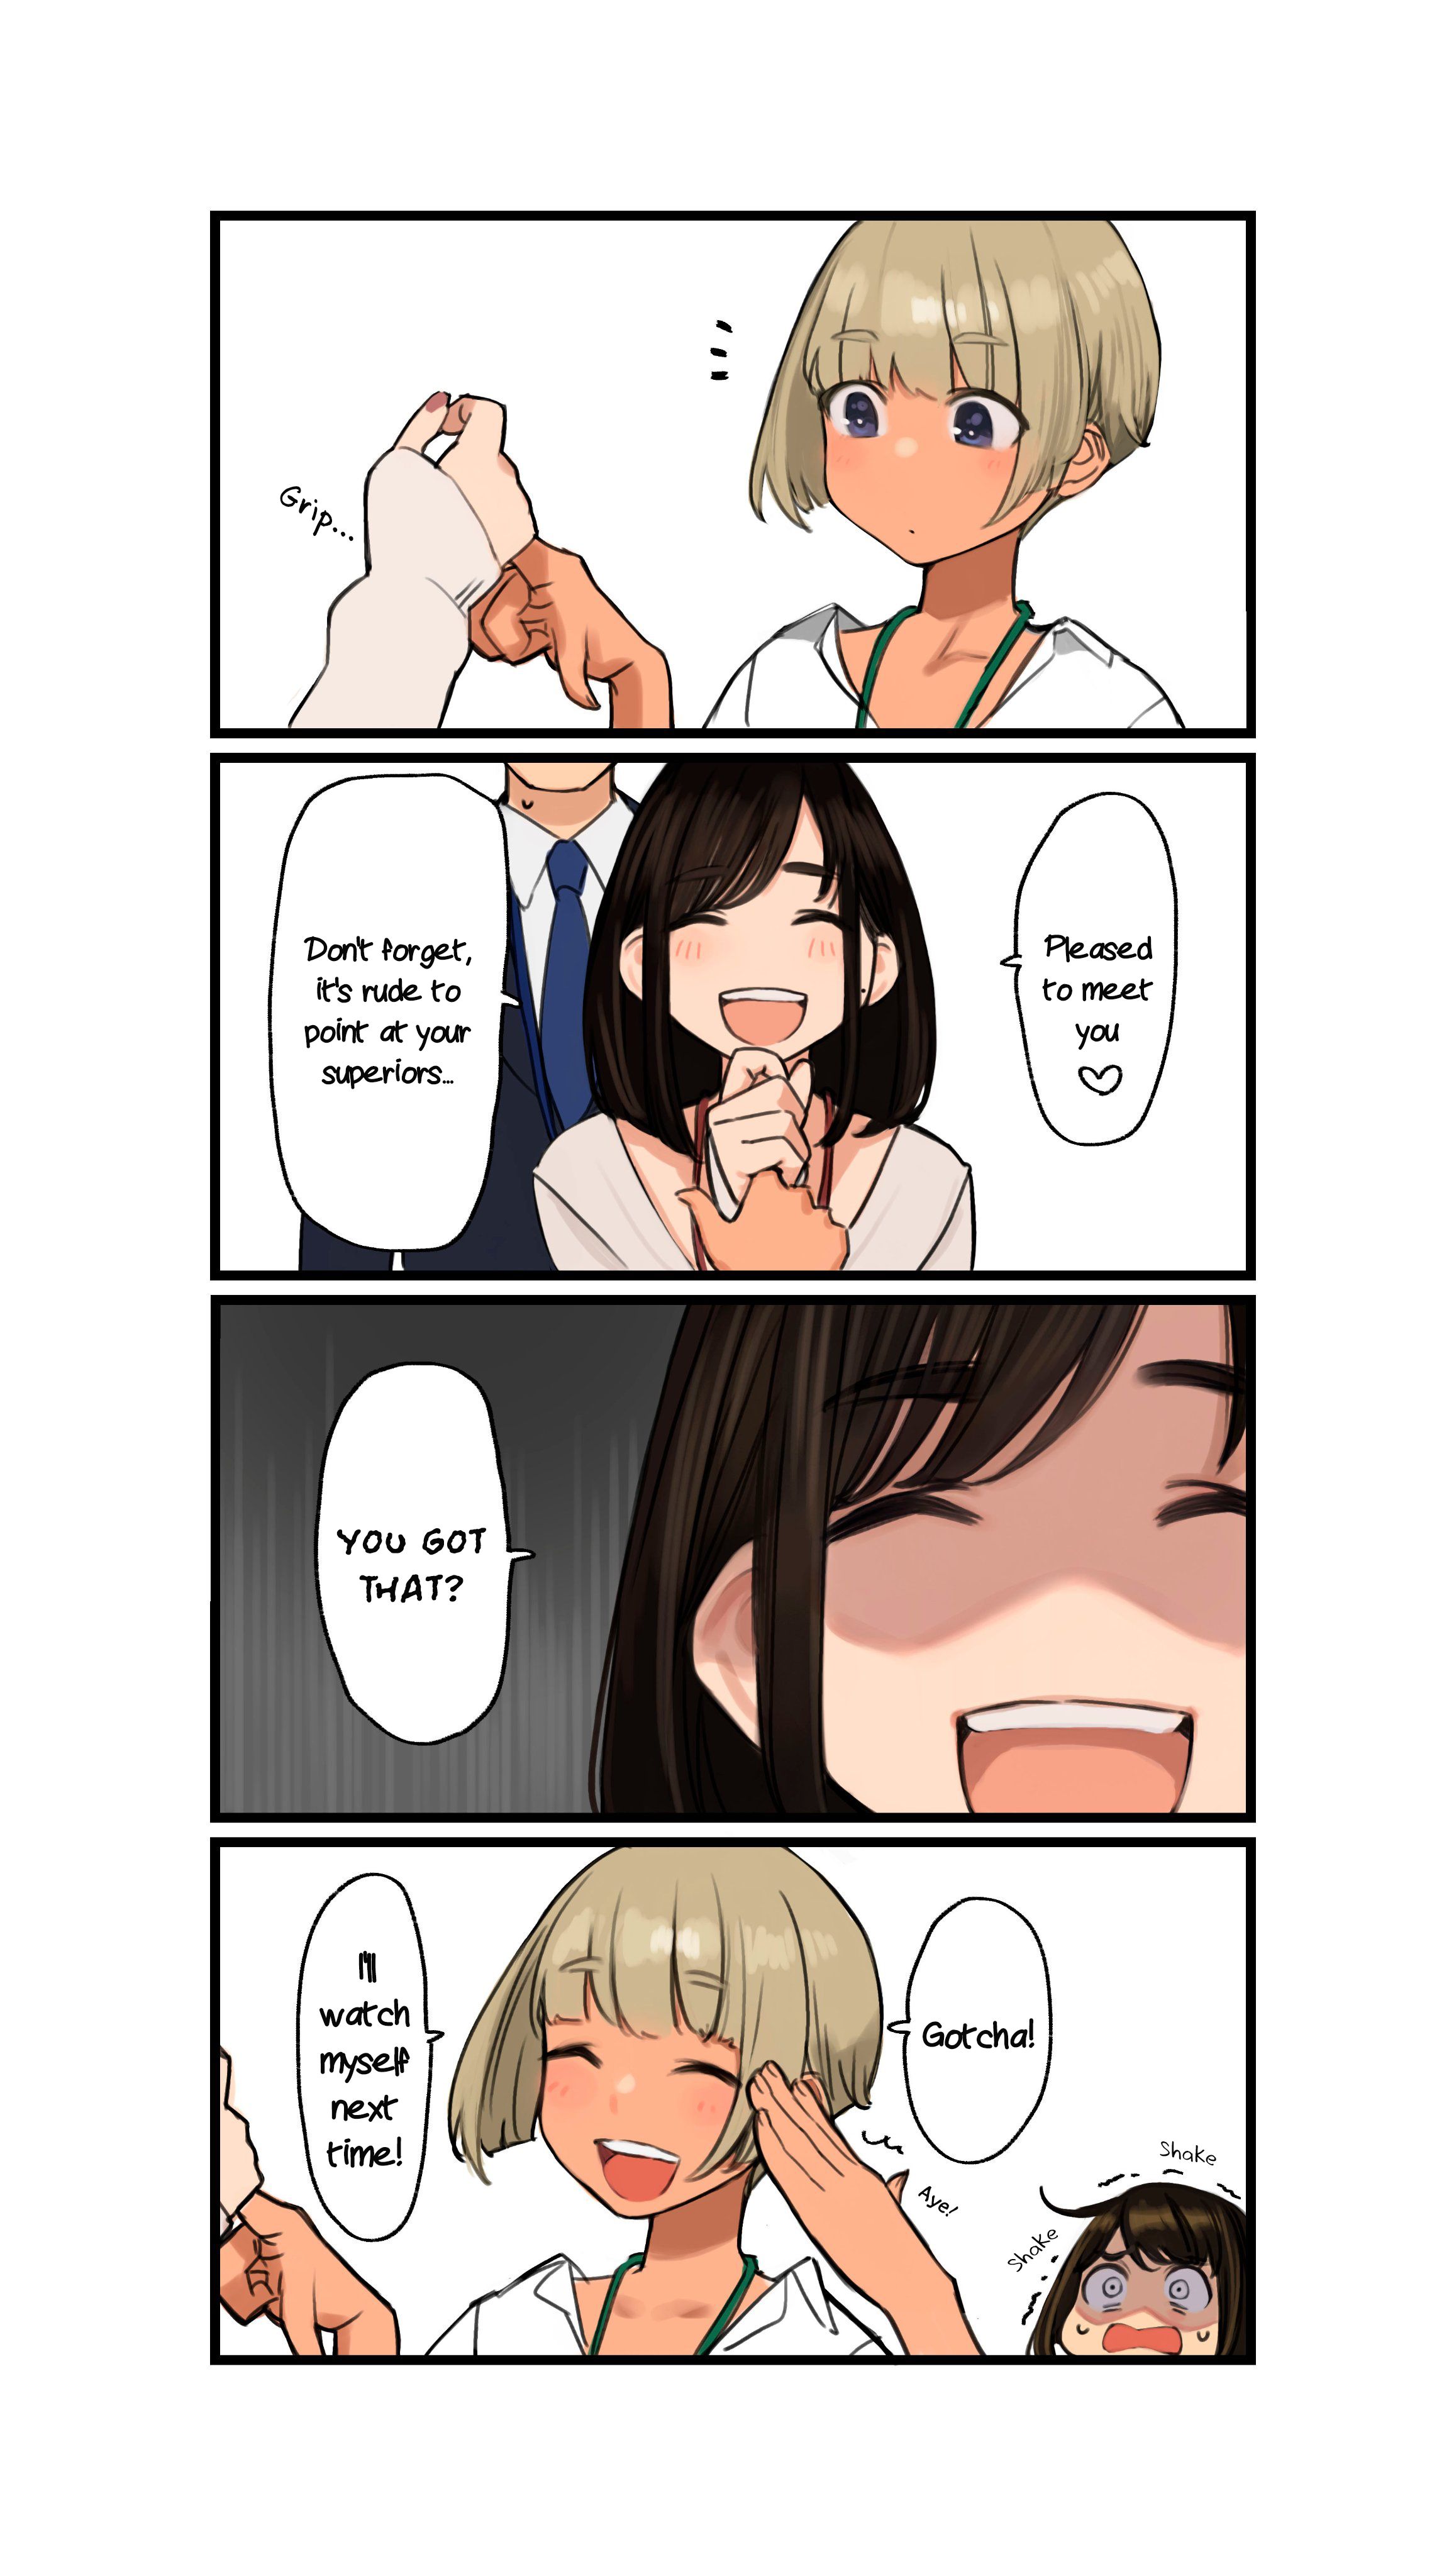 Grip...
Pleased
to meet
you
♡
Don't forget,
it's rude to
point at your
superiors...
YOU GOT
THAT?
Gotcha!
Aye!
I'll
watch
myself
next
time!
Shake
Shake